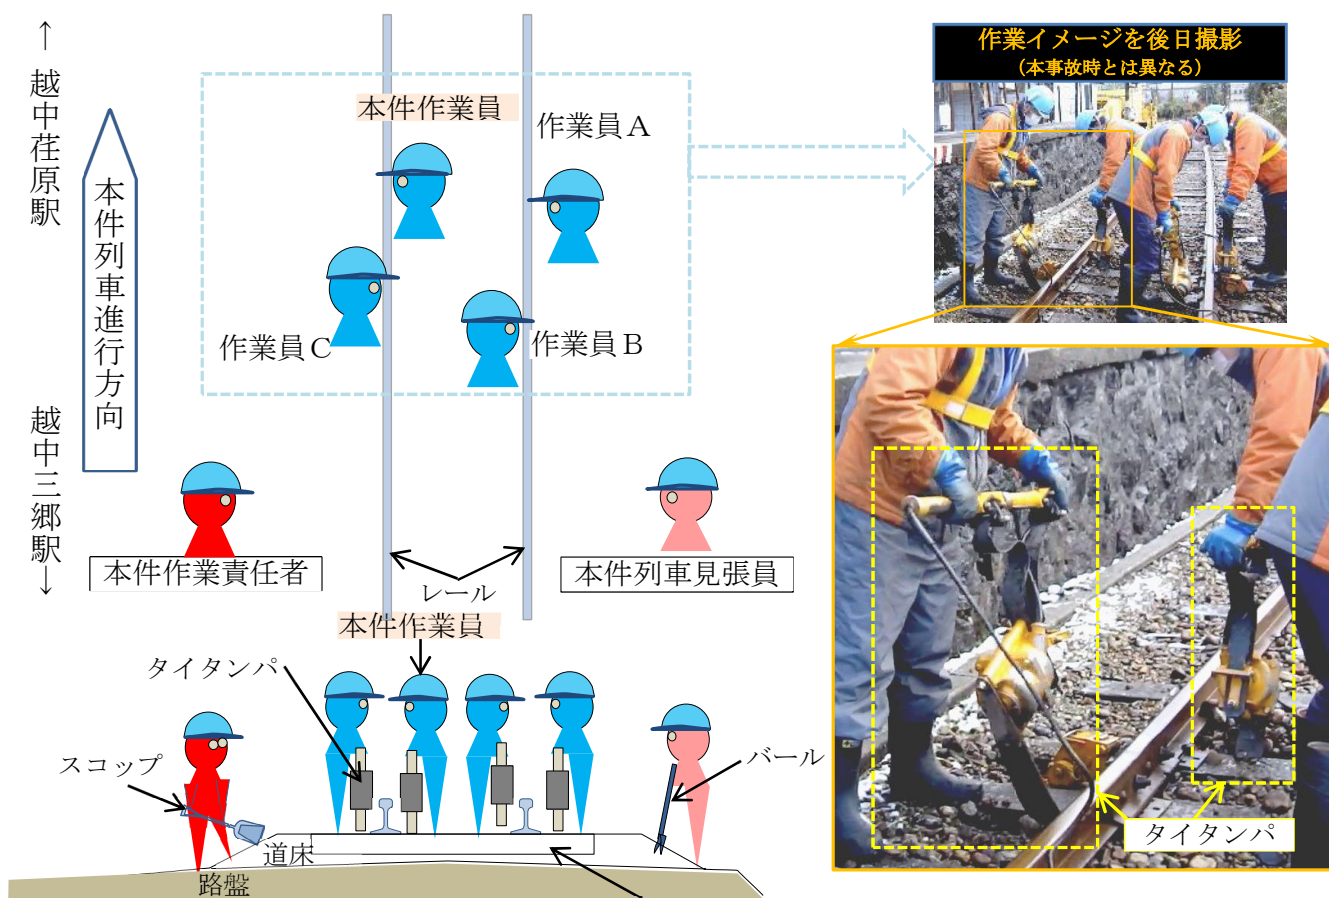 ↑
越中荏原駅
本件列車進行方向
越中三郷駅
↓
本件作業員
作業員A
作業員C
作業員B
本件作業責任者
本件列車見張員
レール
本件作業員
タイタンパ
スコップ
バール
道床
路盤
作業イメージを後日撮影
（本事故時とは異なる）
タイタンパ